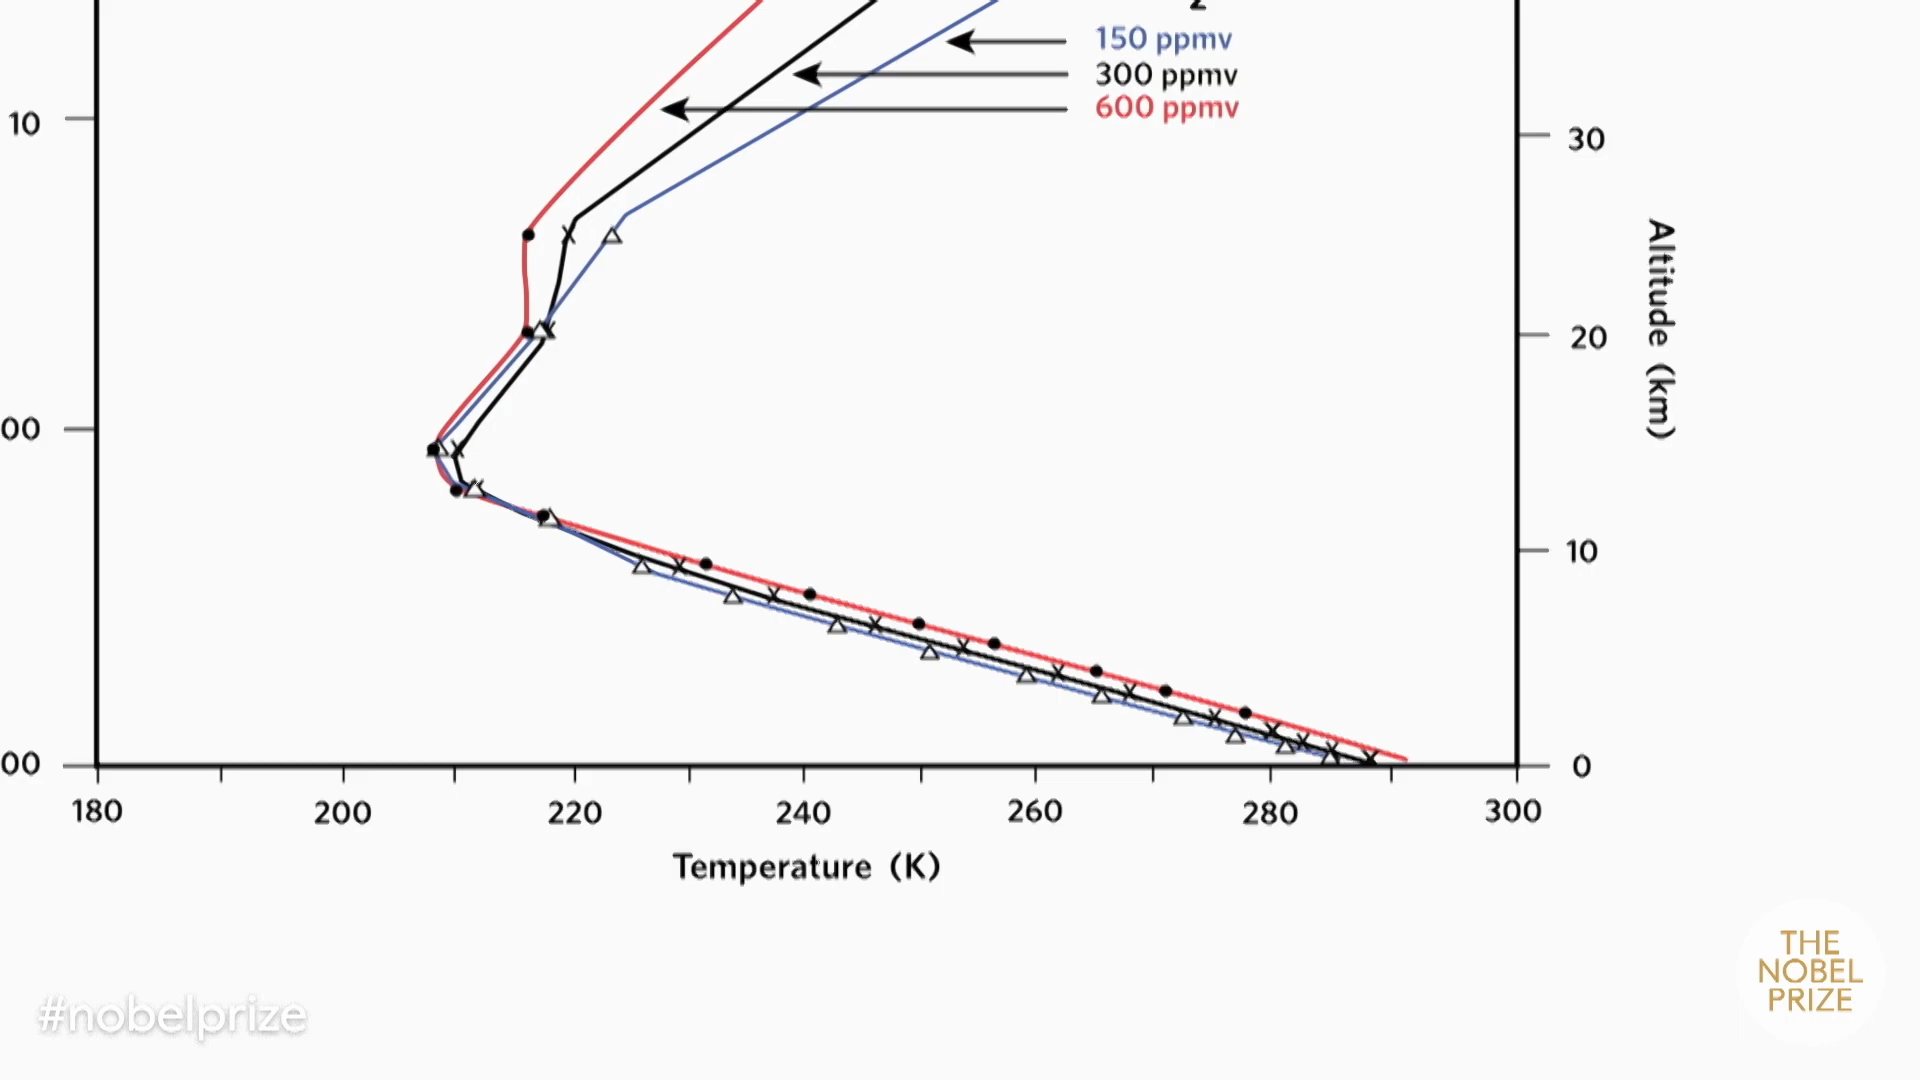 150 ppmv
300 ppmv
600 ppmv
10
00
00
30
20
10
0
Altitude (km)
180 200 220 240 260 280 300
Temperature (K)
#nobelprize
THE
NOBEL
PRIZE